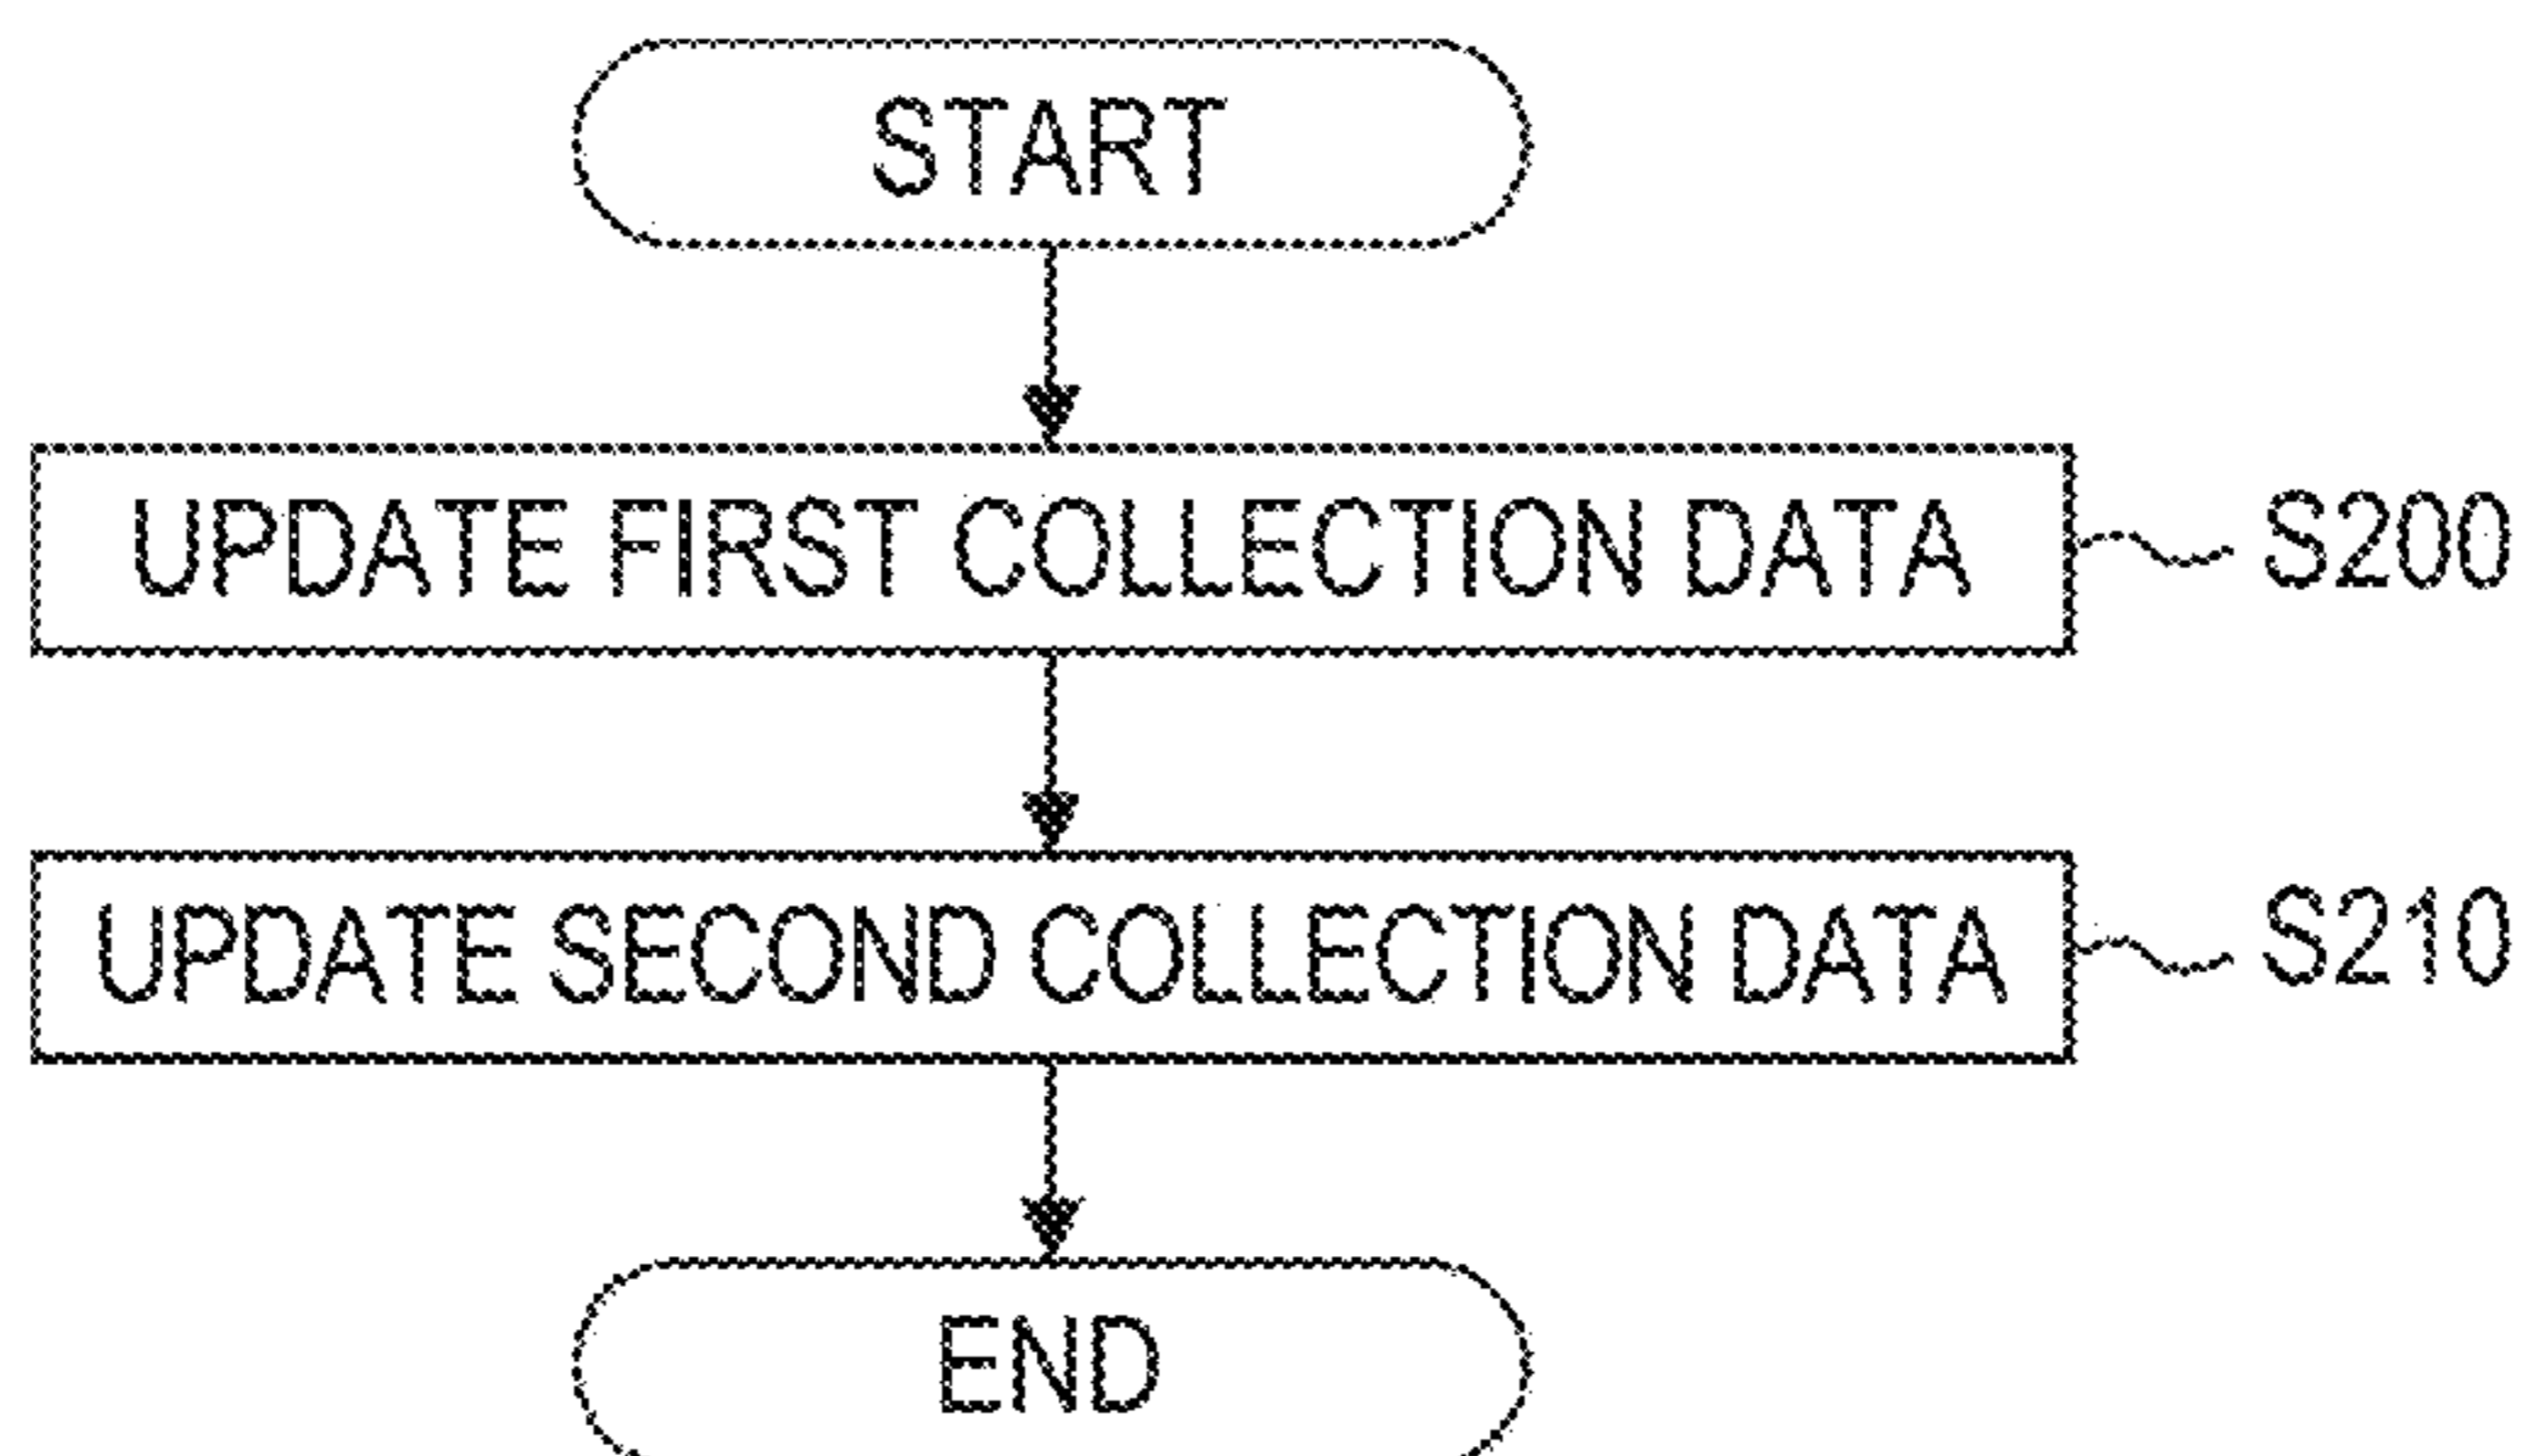 START
UPDATE FIRST COLLECTION DATA S200
UPDATE SECOND COLLECTION DATA S210
END